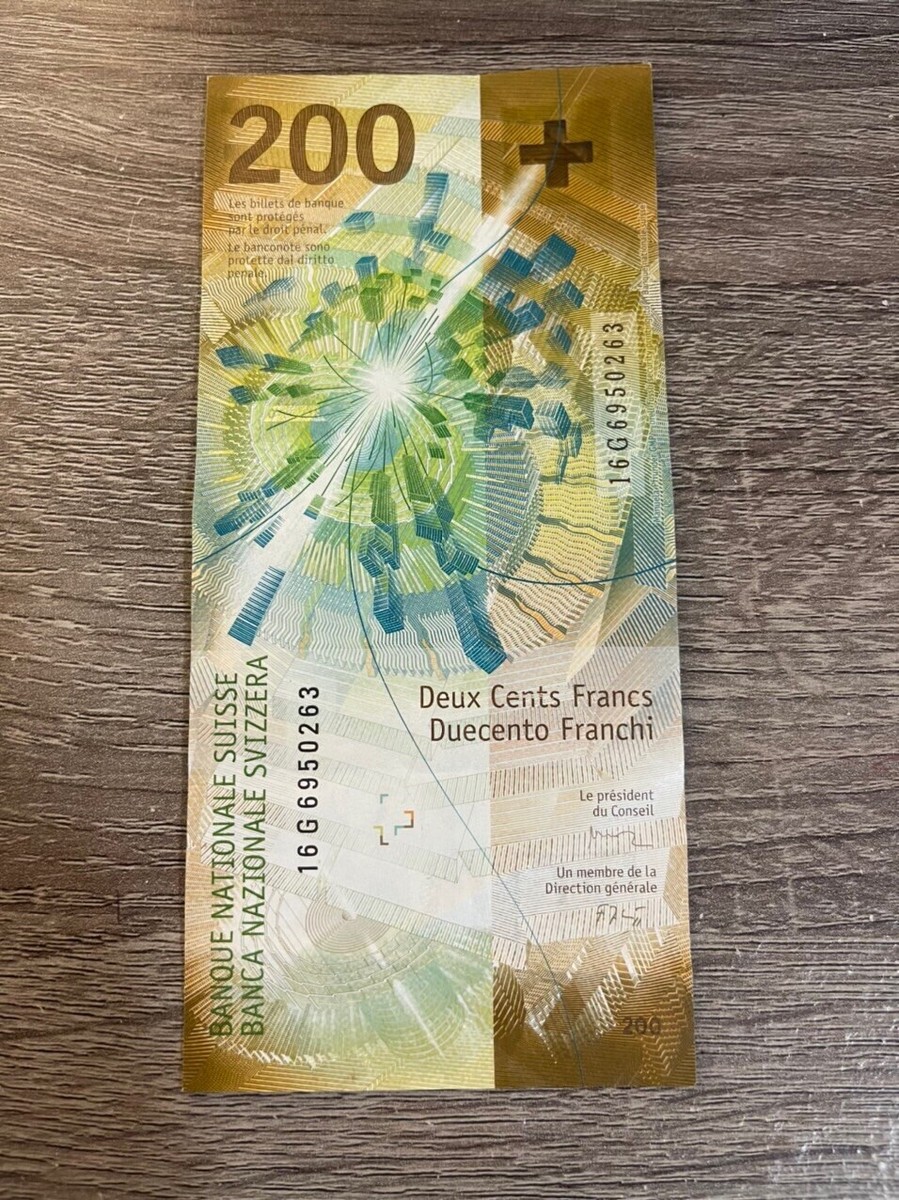 200
Les billets de banque
sont protégés
par le droit pénal.
Le banconote sono
protette dal diritto
penale.
16G6950263
Deux Cents Francs
Duecento Franchi
BANQUE NATIONALE SUISSE
BANCA NAZIONALE SVIZZERA
16G6950263
Le président
du Conseil
Un membre de la
Direction générale
200